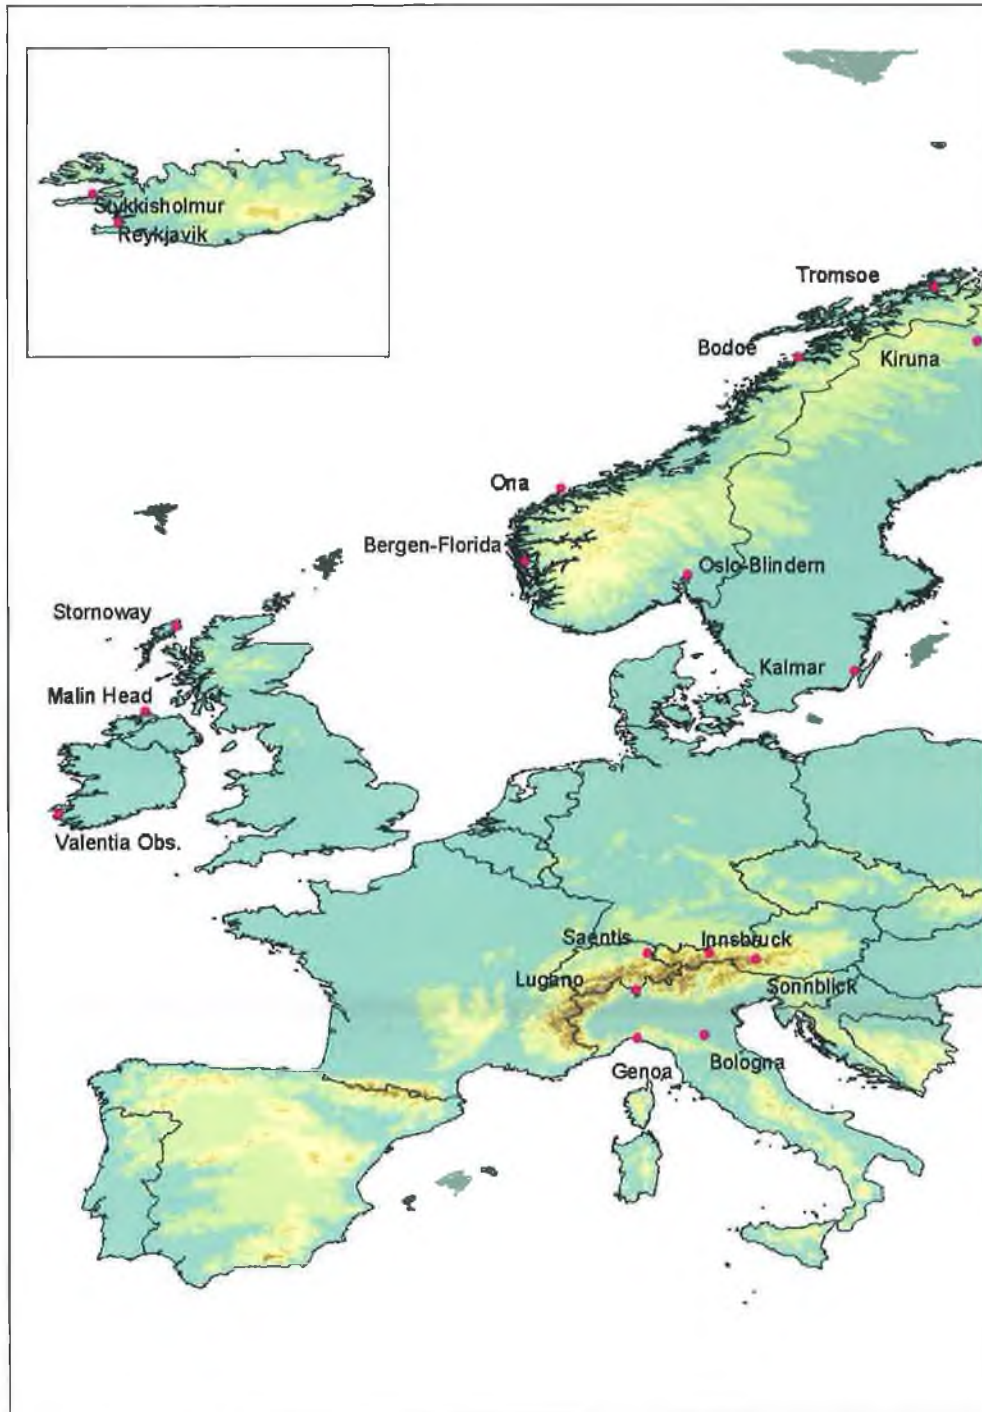 Stykkisholmur
Reykjavik
Tromsoe
Bodoe
Kiruna
Ona
Bergen-Florida
Oslo-Blindern
Stornoway
Kalmar
Malin Head
Valentia Obs.
Saentis
Innsbruck
Lugano
Sonnblick
Bologna
Genoa